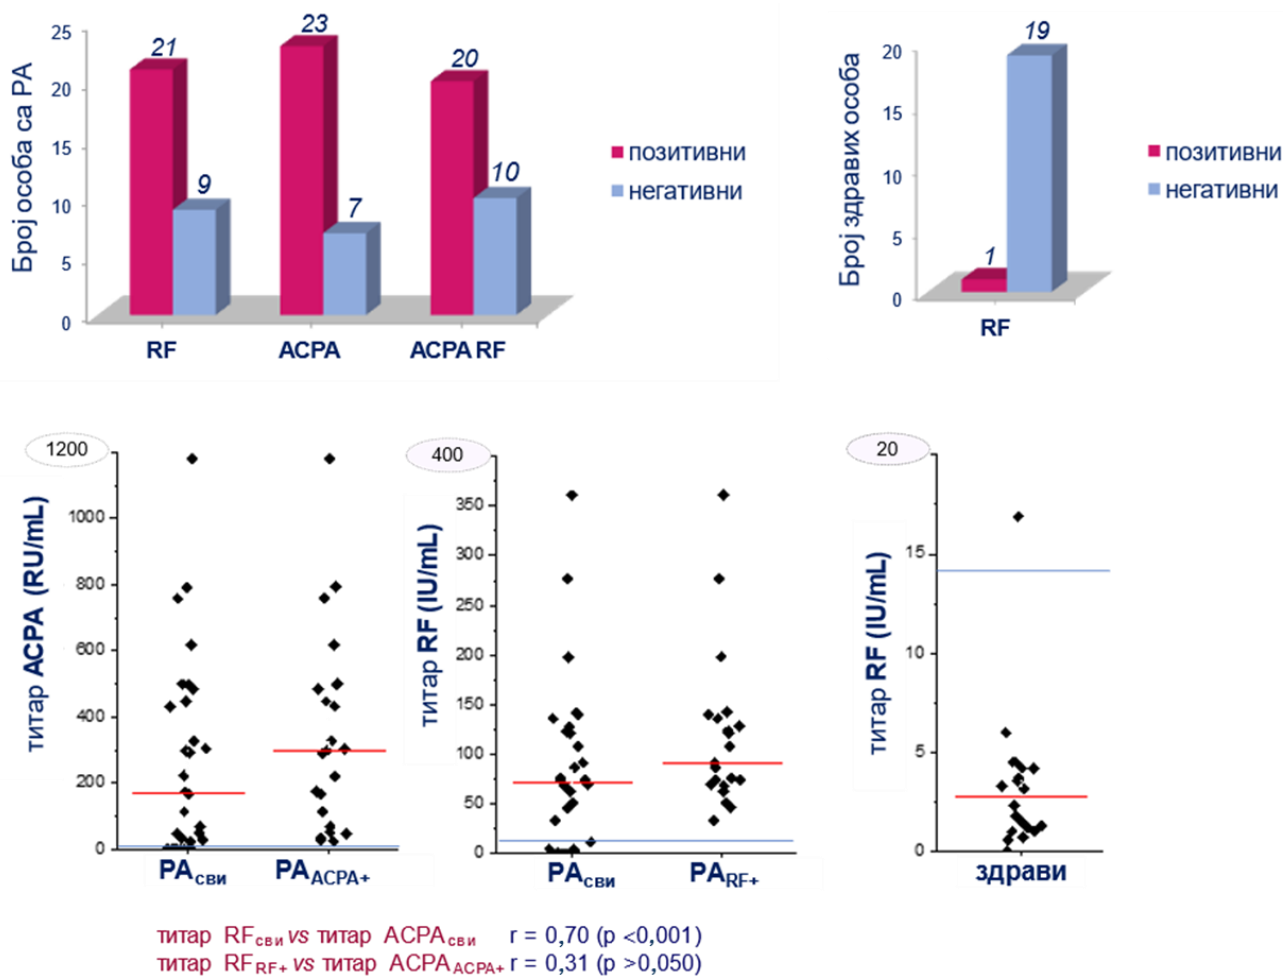 25
20
15
10
5
0
Број особа са РА
21
9
23
7
20
10
RF
ACPA
ACPA RF
позитивни
негативни
20
15
10
5
0
Број здравих особа
1
19
RF
позитивни
негативни
1200
1000
800
600
400
200
0
титар ACPA (RU/mL)
РАсви
РАACPA+
400
350
300
250
200
150
100
50
0
титар RF (IU/mL)
РАсви
РАRF+
20
15
10
5
0
титар RF (IU/mL)
здрави
титар RFсви vs титар ACPAсви r = 0,70 (p <0,001)
титар RFRF+ vs титар ACPAACPA+ r = 0,31 (p >0,050)